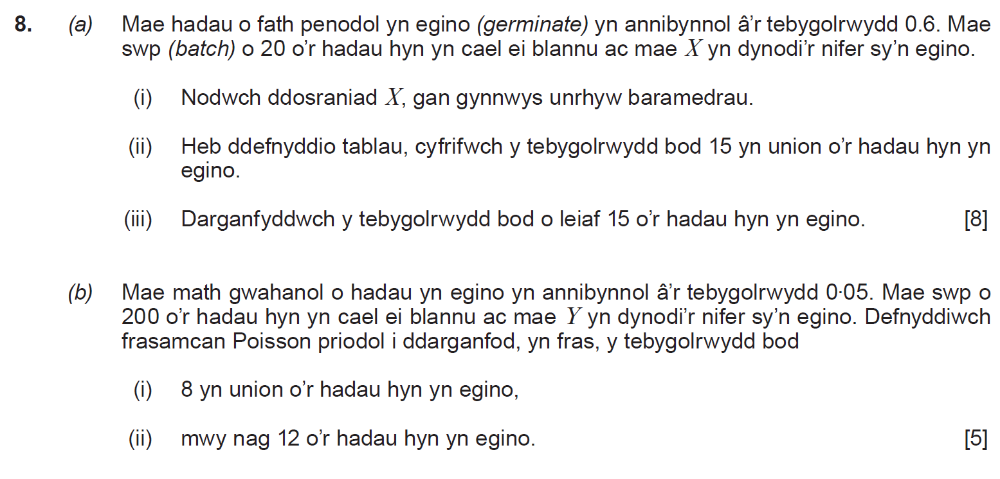 8. (a) Mae hadau o fath penodol yn egino (germinate) yn annibynnol â'r tebygolrwydd 0.6. Mae
swp (batch) o 20 o'r hadau hyn yn cael ei blannu ac mae X yn dynodi'r nifer sy'n egino.
(i) Nodwch ddosraniad X, gan gynnwys unrhyw baramedrau.
(ii) Heb ddefnyddio tablau, cyfrifwch y tebygolrwydd bod 15 yn union o'r hadau hyn yn
egino.
(iii) Darganfyddwch y tebygolrwydd bod o leiaf 15 o'r hadau hyn yn egino. [8]
(b) Mae math gwahanol o hadau yn egino yn annibynnol â'r tebygolrwydd 0·05. Mae swp o
200 o'r hadau hyn yn cael ei blannu ac mae Y yn dynodi'r nifer sy'n egino. Defnyddiwch
frasamcan Poisson priodol i ddarganfod, yn fras, y tebygolrwydd bod
(i) 8 yn union o'r hadau hyn yn egino,
(ii) mwy nag 12 o'r hadau hyn yn egino. [5]